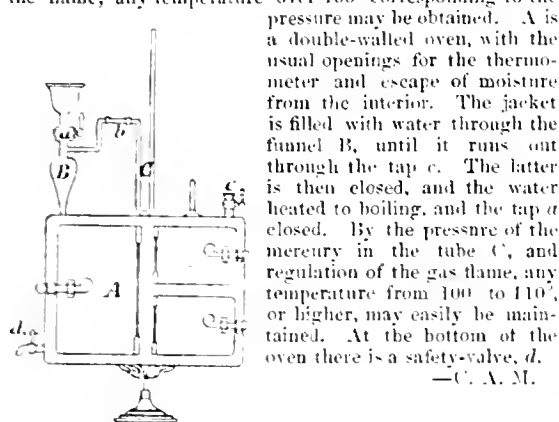 pressure may be obtained. A is
a double-walled oven, with the
usual openings for the thermo-
meter and escape of moisture
from the interior. The jacket
is filled with water through the
funnel B, until it runs out
through the tap c. The latter
is then closed, and the water
heated to boiling, and the tap a
closed. By the pressure of the
mercury in the tube C, and
regulation of the gas flame, any
temperature from 100 to 110°,
or higher, may easily be main-
tained. At the bottom of the
oven there is a safety-valve, d.
—C. A. M.
a
b
B
C
c
A
d